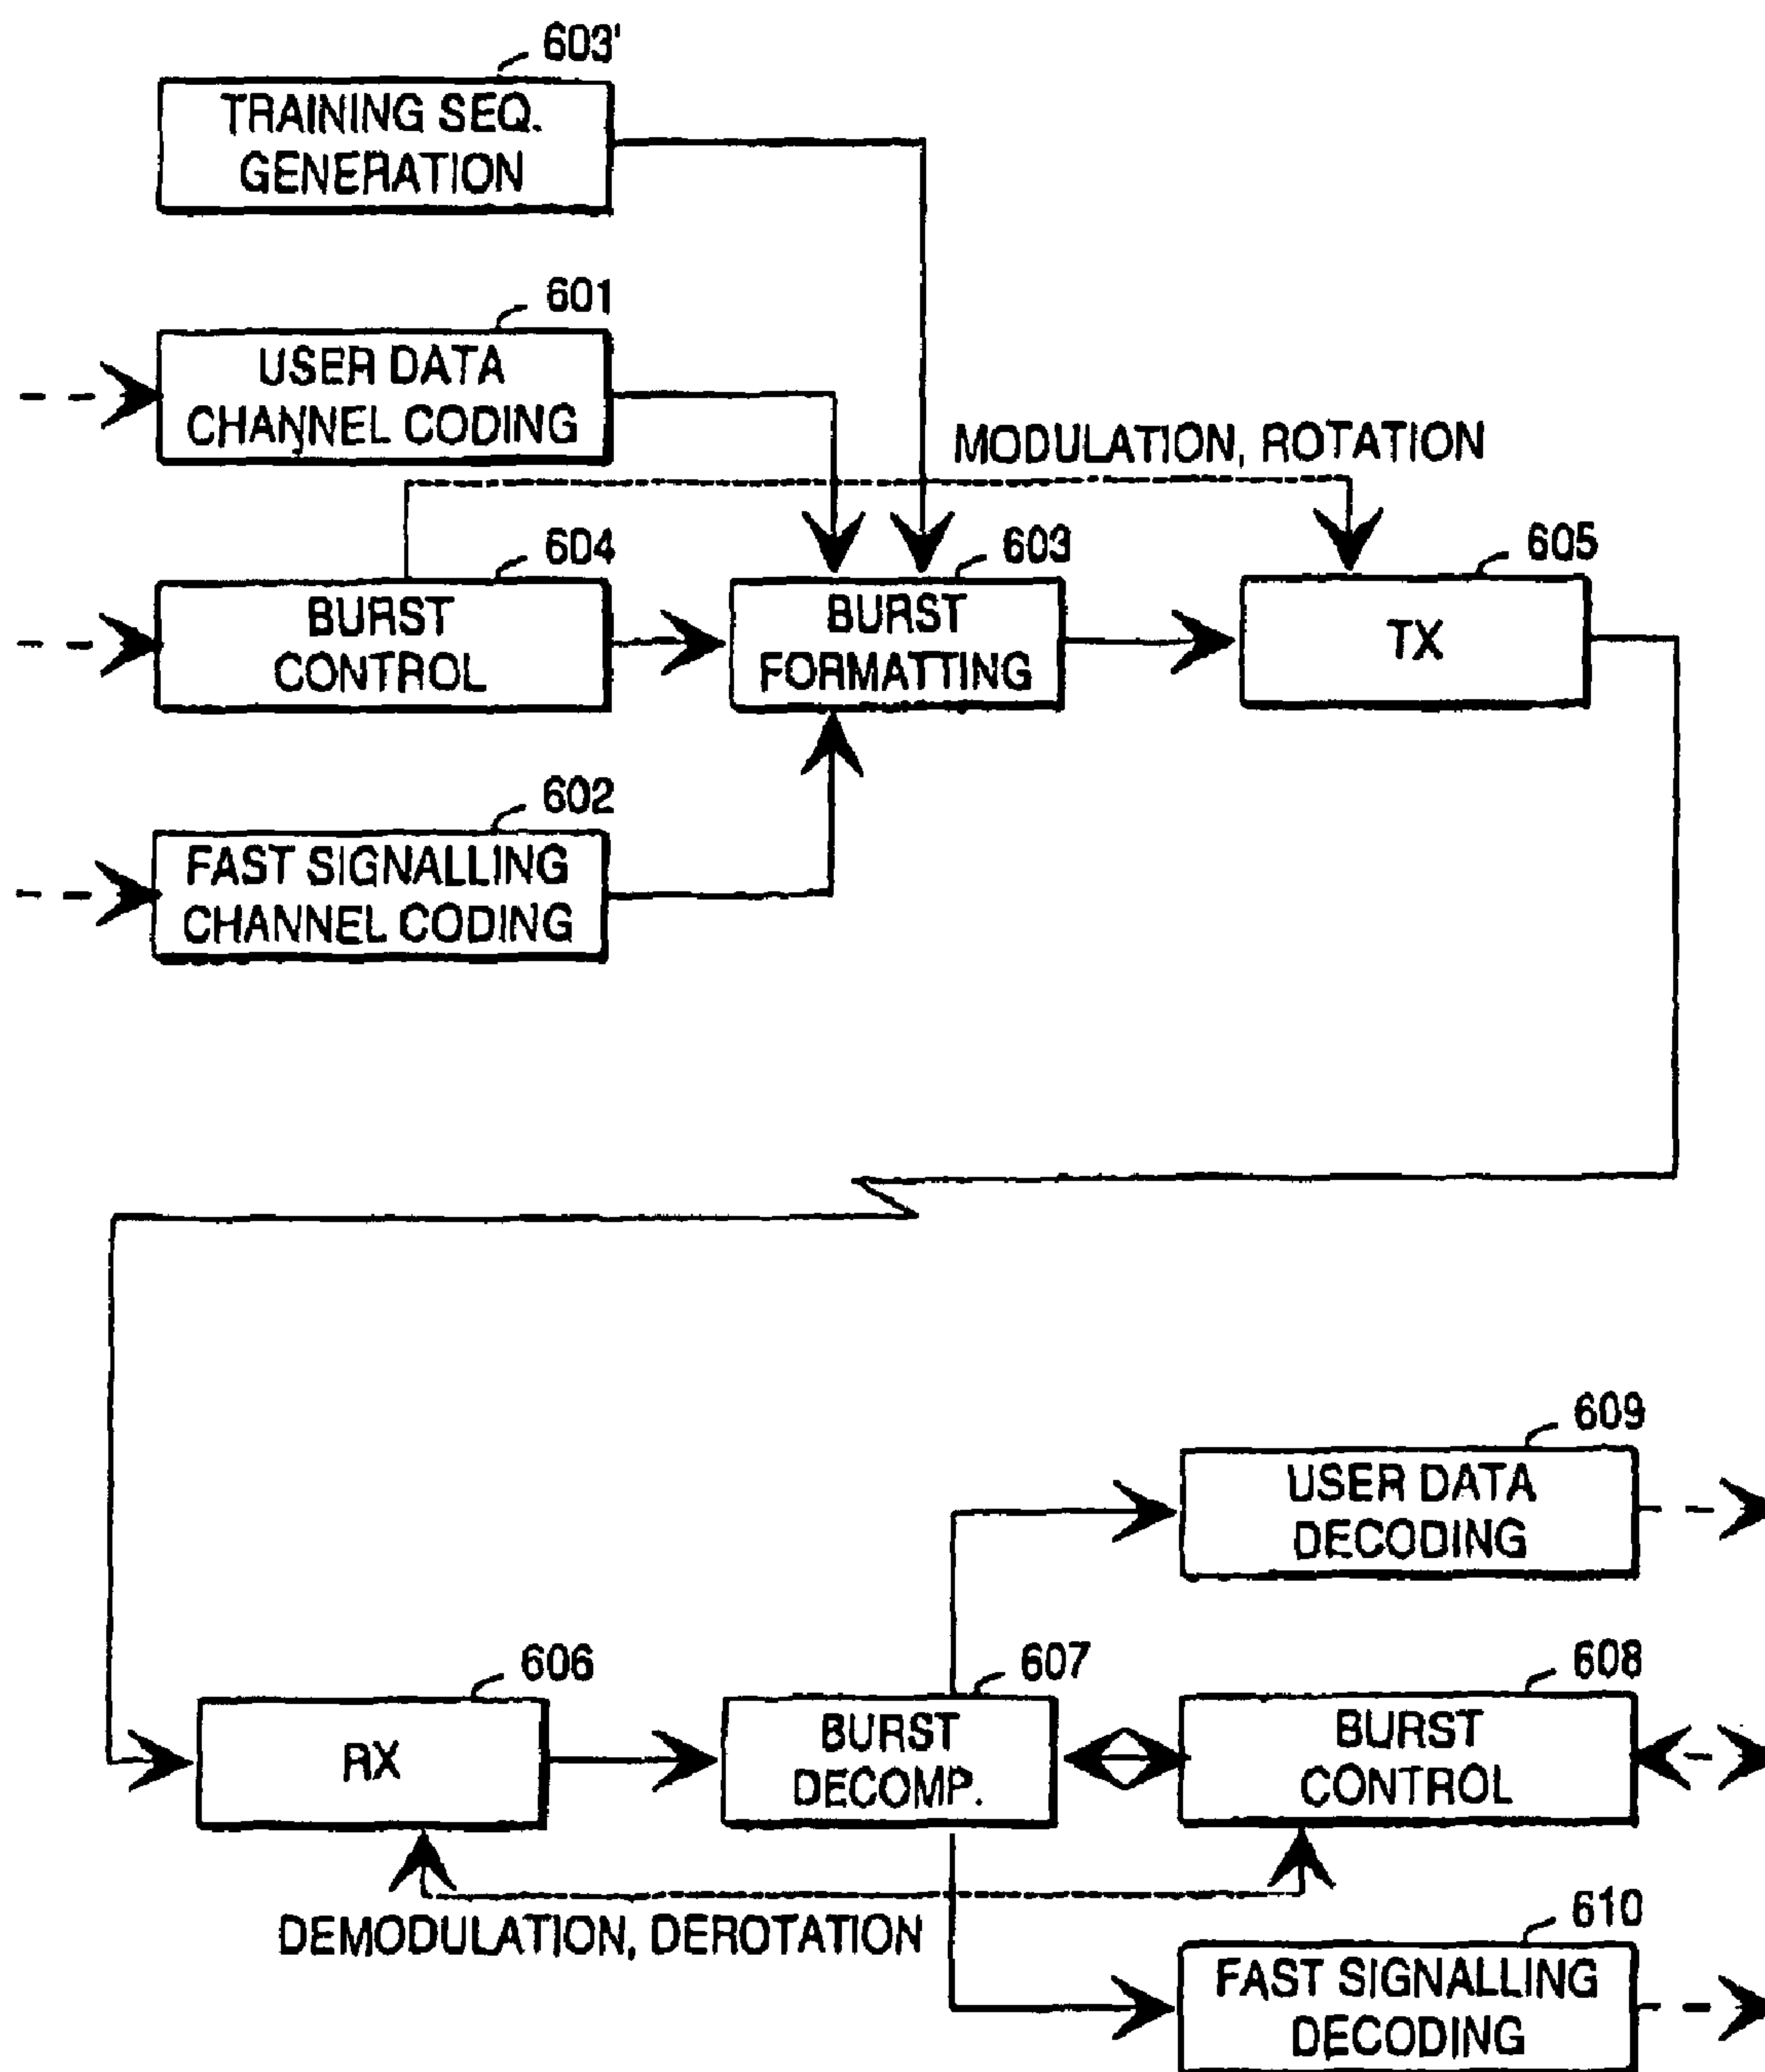 603'
TRAINING SEQ.
GENERATION
601
USER DATA
CHANNEL CODING
MODULATION, ROTATION
604
BURST
CONTROL
603
BURST
FORMATTING
605
TX
602
FAST SIGNALLING
CHANNEL CODING
609
USER DATA
DECODING
606
RX
607
BURST
DECOMP.
608
BURST
CONTROL
DEMODULATION, DEROTATION
610
FAST SIGNALLING
DECODING